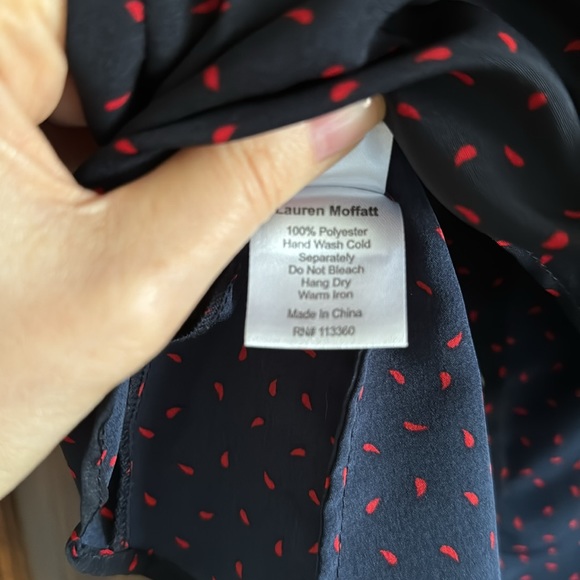 Lauren Moffatt
100% Polyester
Hand Wash Cold
Separately
Do Not Bleach
Hang Dry
Warm Iron
Made In China
RN# 113360